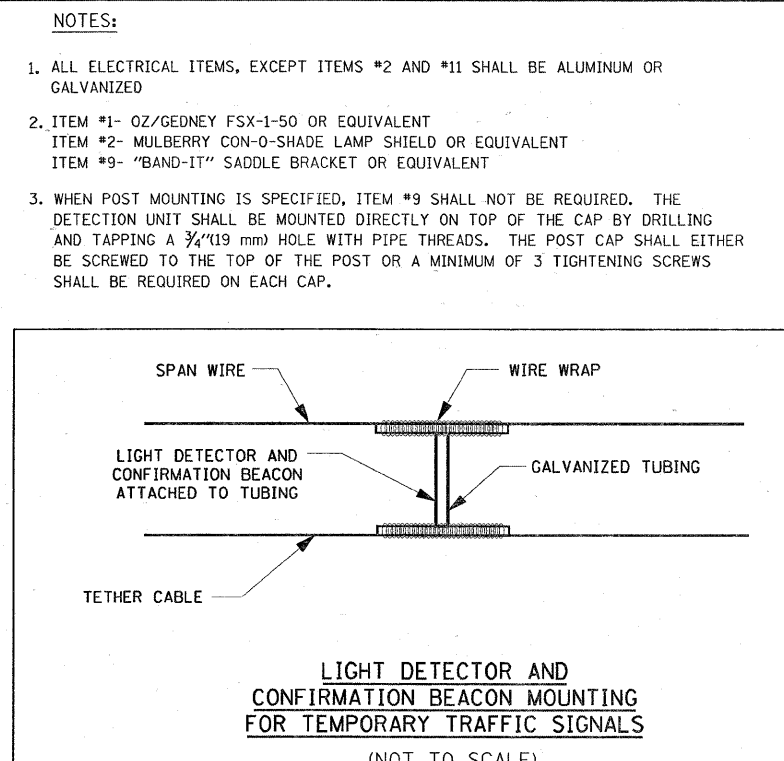 NOTES:
1. ALL ELECTRICAL ITEMS, EXCEPT ITEMS #2 AND #11 SHALL BE ALUMINUM OR
GALVANIZED
2. ITEM #1- OZ/GEDNEY FSX-1-50 OR EQUIVALENT
ITEM #2- MULBERRY CON-O-SHADE LAMP SHIELD OR EQUIVALENT
ITEM #9- "BAND-IT" SADDLE BRACKET OR EQUIVALENT
3. WHEN POST MOUNTING IS SPECIFIED, ITEM #9 SHALL NOT BE REQUIRED. THE
DETECTION UNIT SHALL BE MOUNTED DIRECTLY ON TOP OF THE CAP BY DRILLING
AND TAPPING A ¾"(19 mm) HOLE WITH PIPE THREADS. THE POST CAP SHALL EITHER
BE SCREWED TO THE TOP OF THE POST OR A MINIMUM OF 3 TIGHTENING SCREWS
SHALL BE REQUIRED ON EACH CAP.
SPAN WIRE
WIRE WRAP
LIGHT DETECTOR AND
CONFIRMATION BEACON
ATTACHED TO TUBING
GALVANIZED TUBING
TETHER CABLE
LIGHT DETECTOR AND
CONFIRMATION BEACON MOUNTING
FOR TEMPORARY TRAFFIC SIGNALS
(NOT TO SCALE)